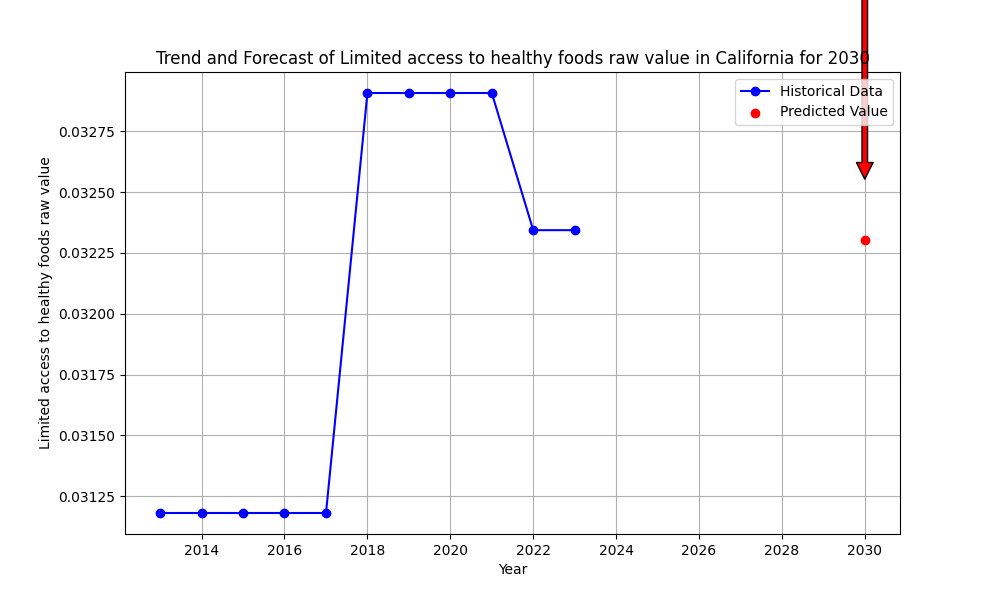 Trend and Forecast of Limited access to healthy foods raw value in California for 2030
Historical Data
Predicted Value
Limited access to healthy foods raw value
0.03275
0.03250
0.03225
0.03200
0.03175
0.03150
0.03125
2014 2016 2018 2020 2022 2024 2026 2028 2030
Year